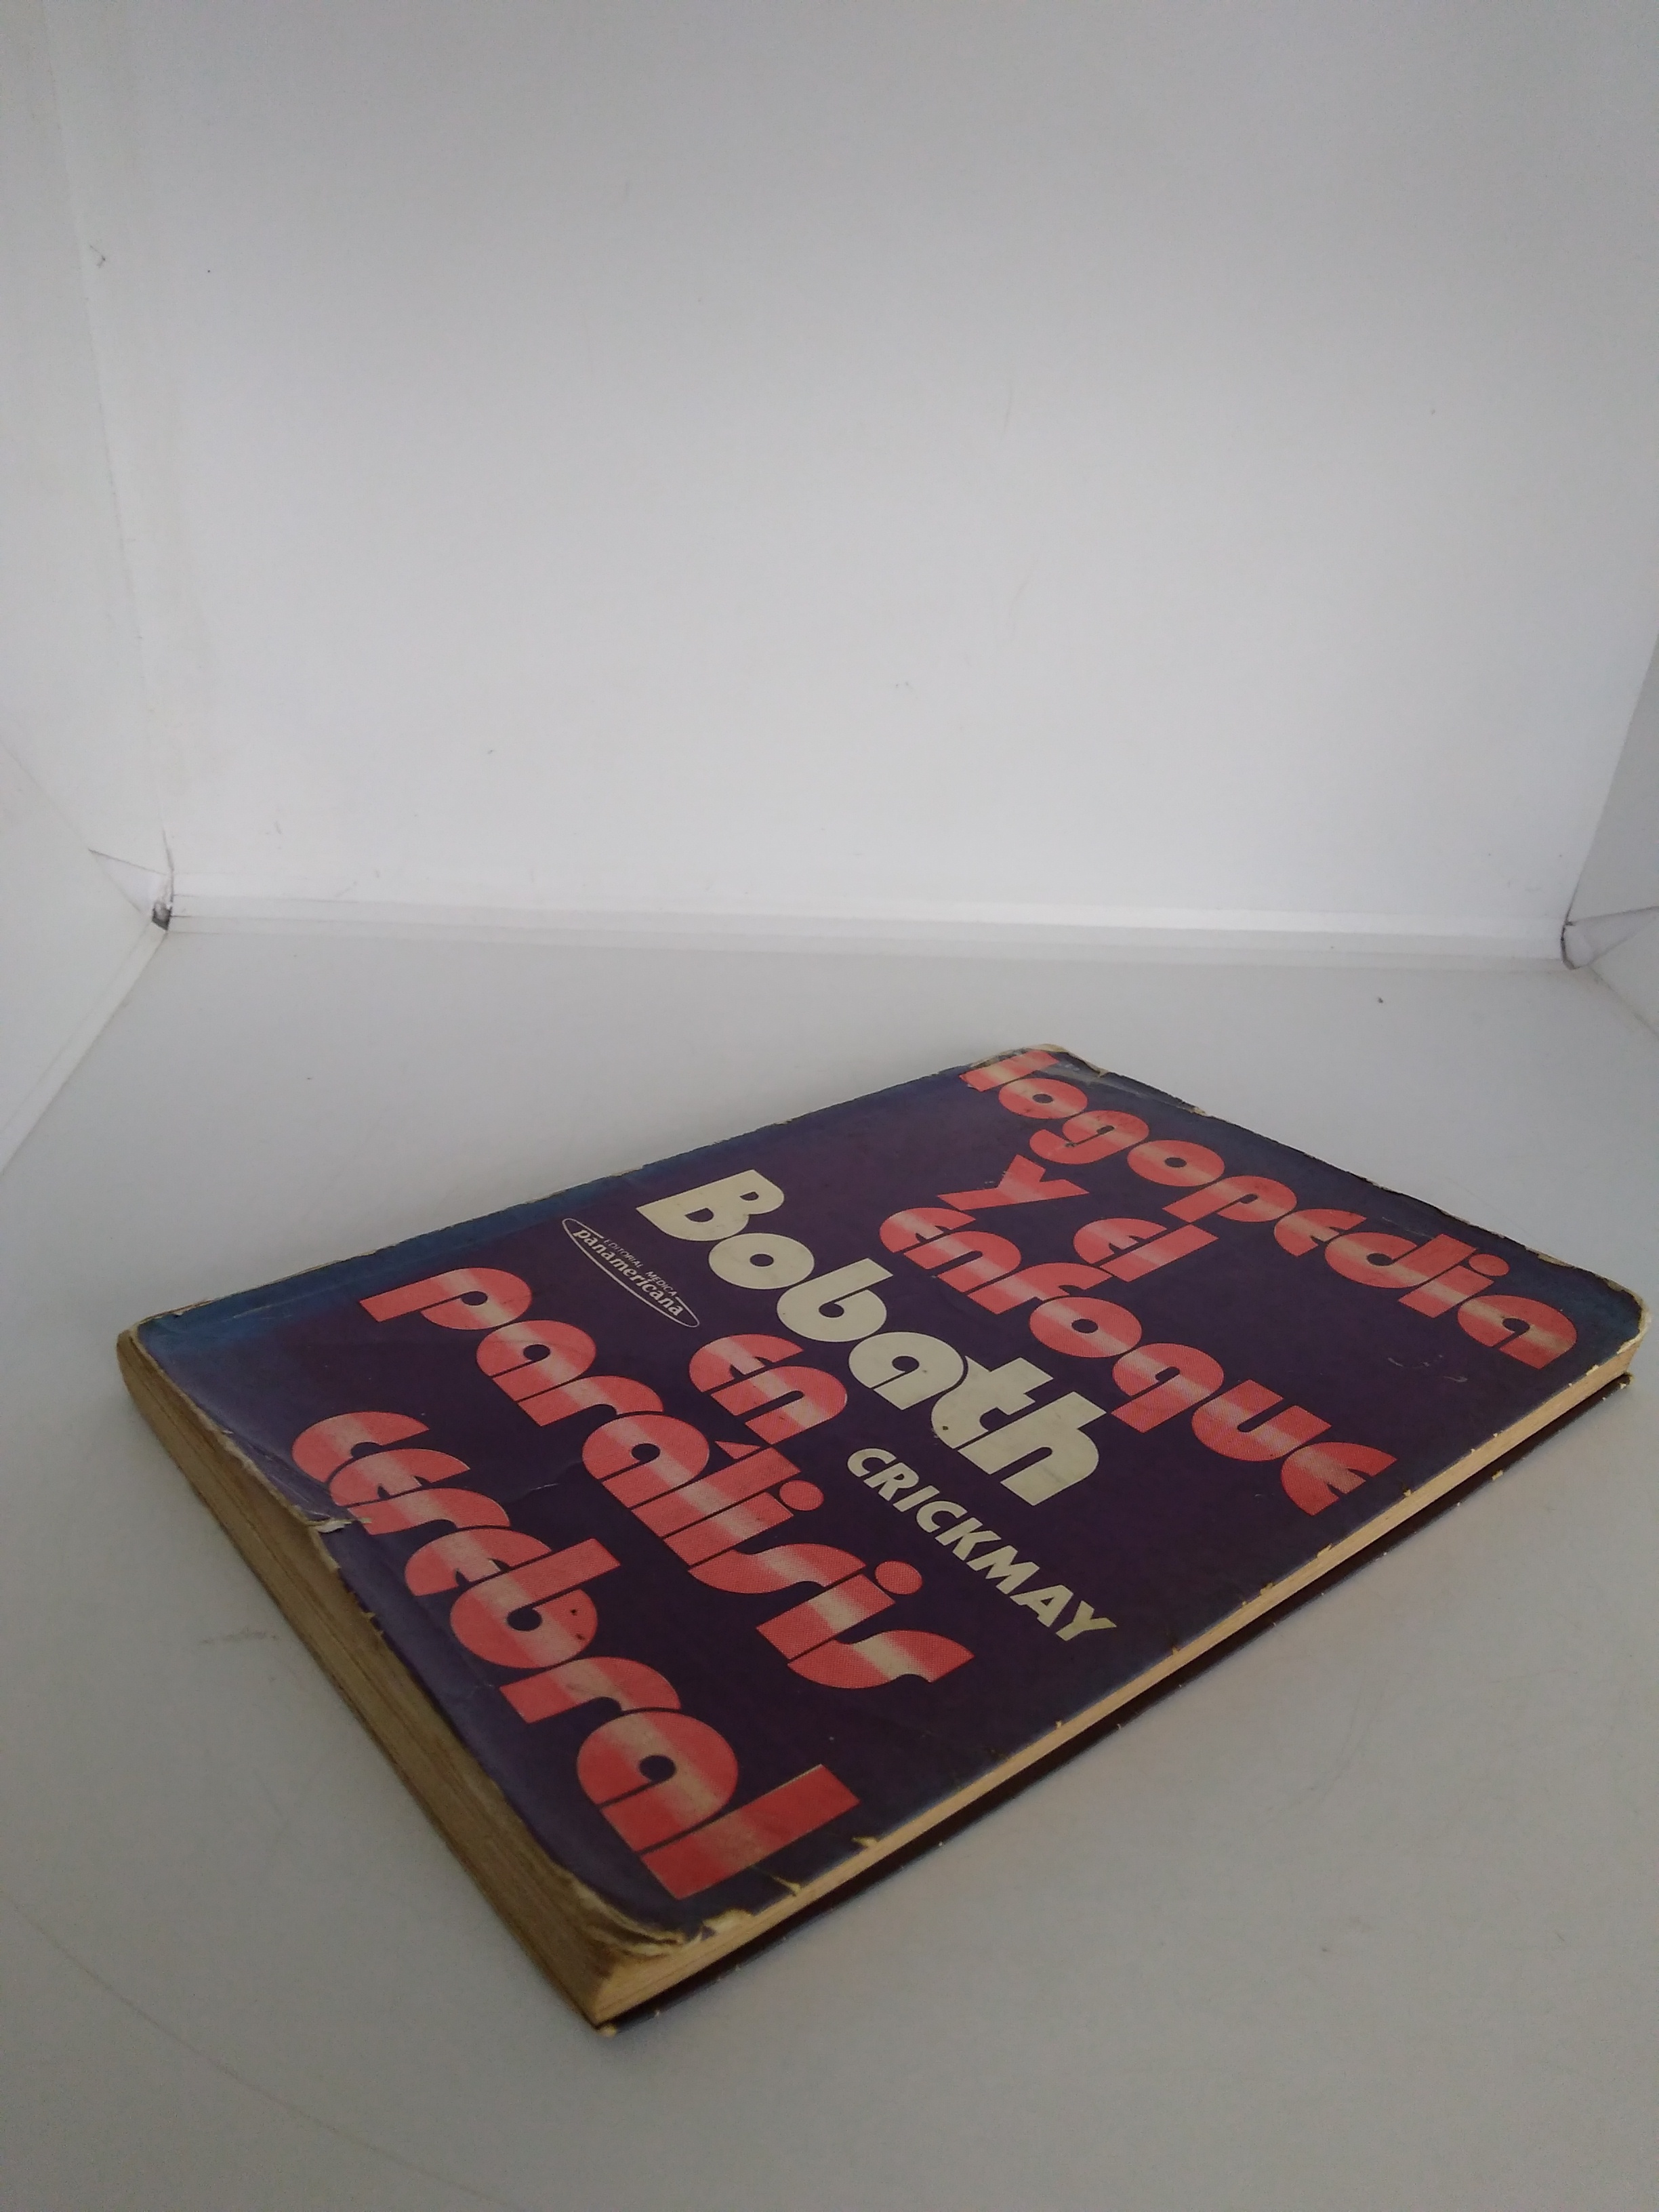 logopedia
y el
enfoque
Bobath
CRICKMAY
EDITORIAL MEDICA
panamericana
en
parálisis
cerebral